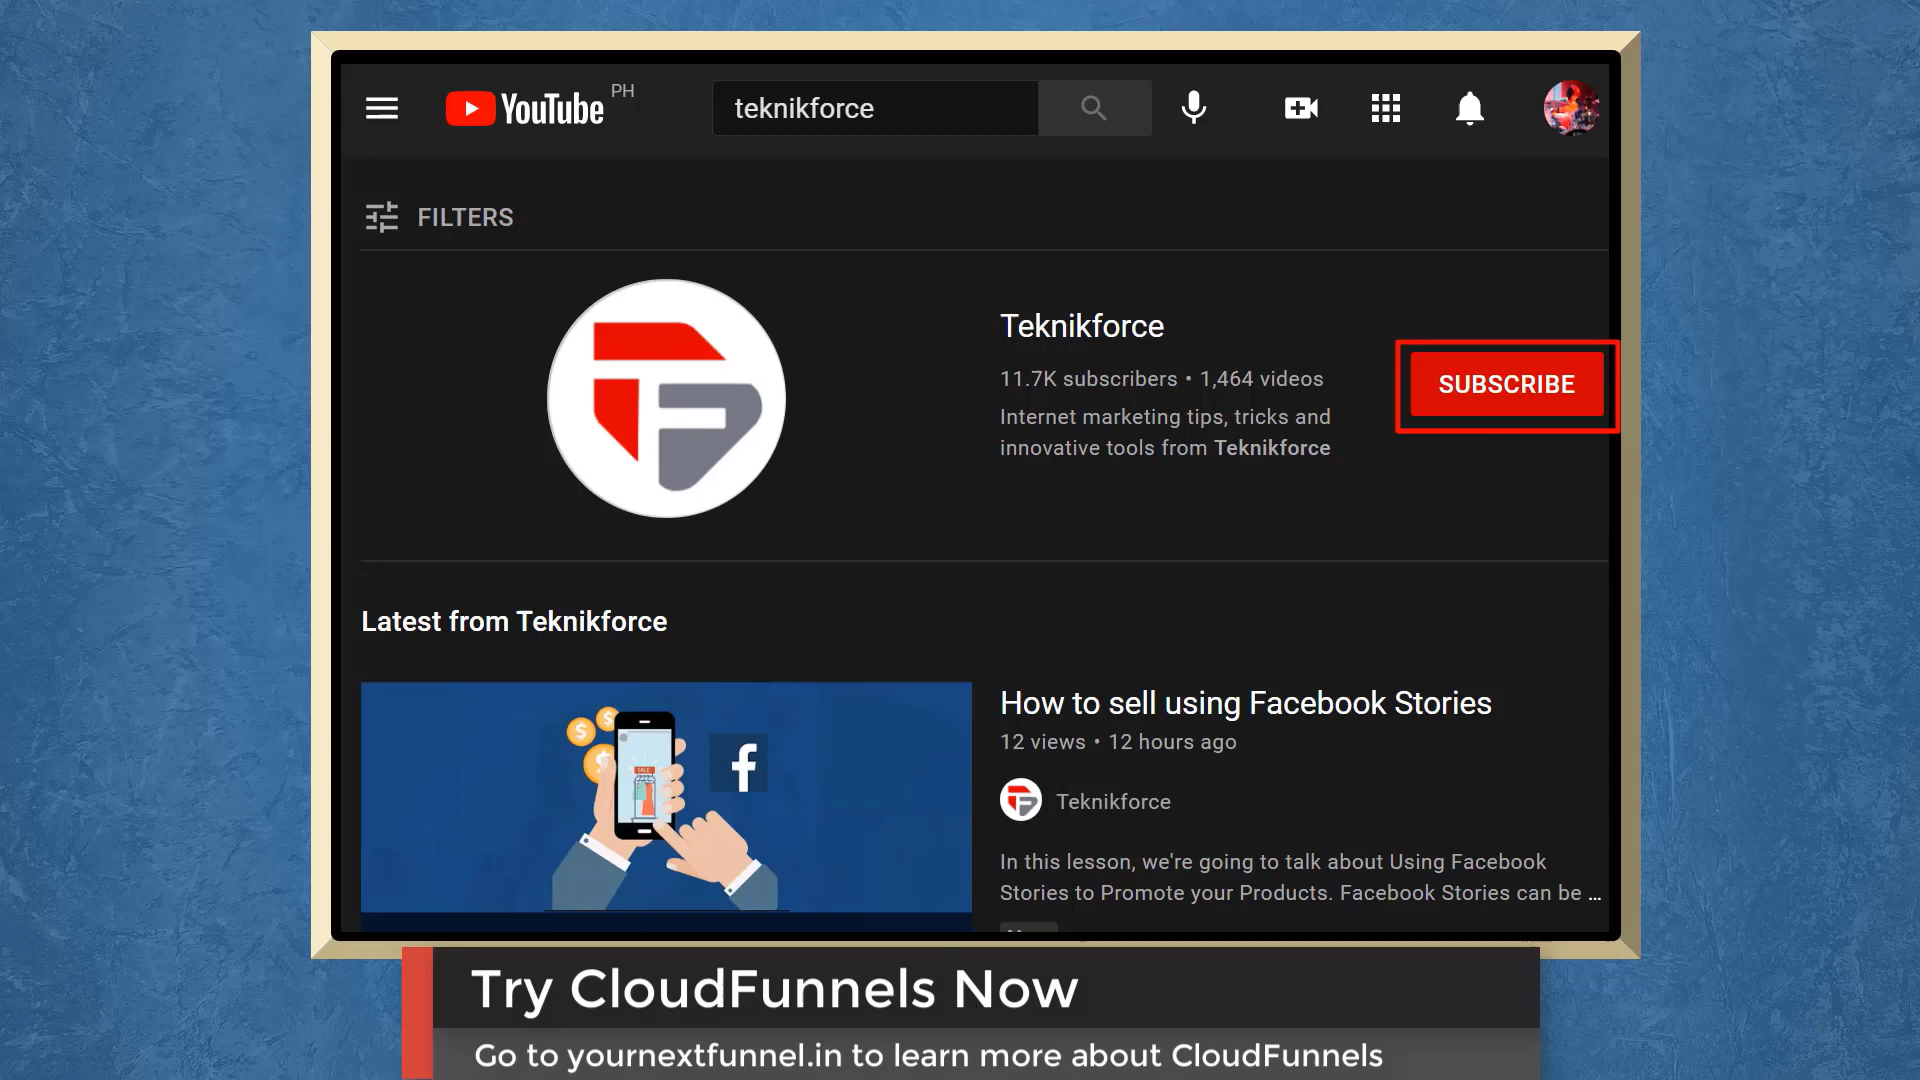 YouTube PH
teknikforce
FILTERS
Teknikforce
11.7K subscribers • 1,464 videos
SUBSCRIBE
Internet marketing tips, tricks and
innovative tools from Teknikforce
Latest from Teknikforce
How to sell using Facebook Stories
12 views • 12 hours ago
SALE
f
Teknikforce
In this lesson, we're going to talk about Using Facebook
Stories to Promote your Products. Facebook Stories can be ...
Try CloudFunnels Now
Go to yournextfunnel.in to learn more about CloudFunnels